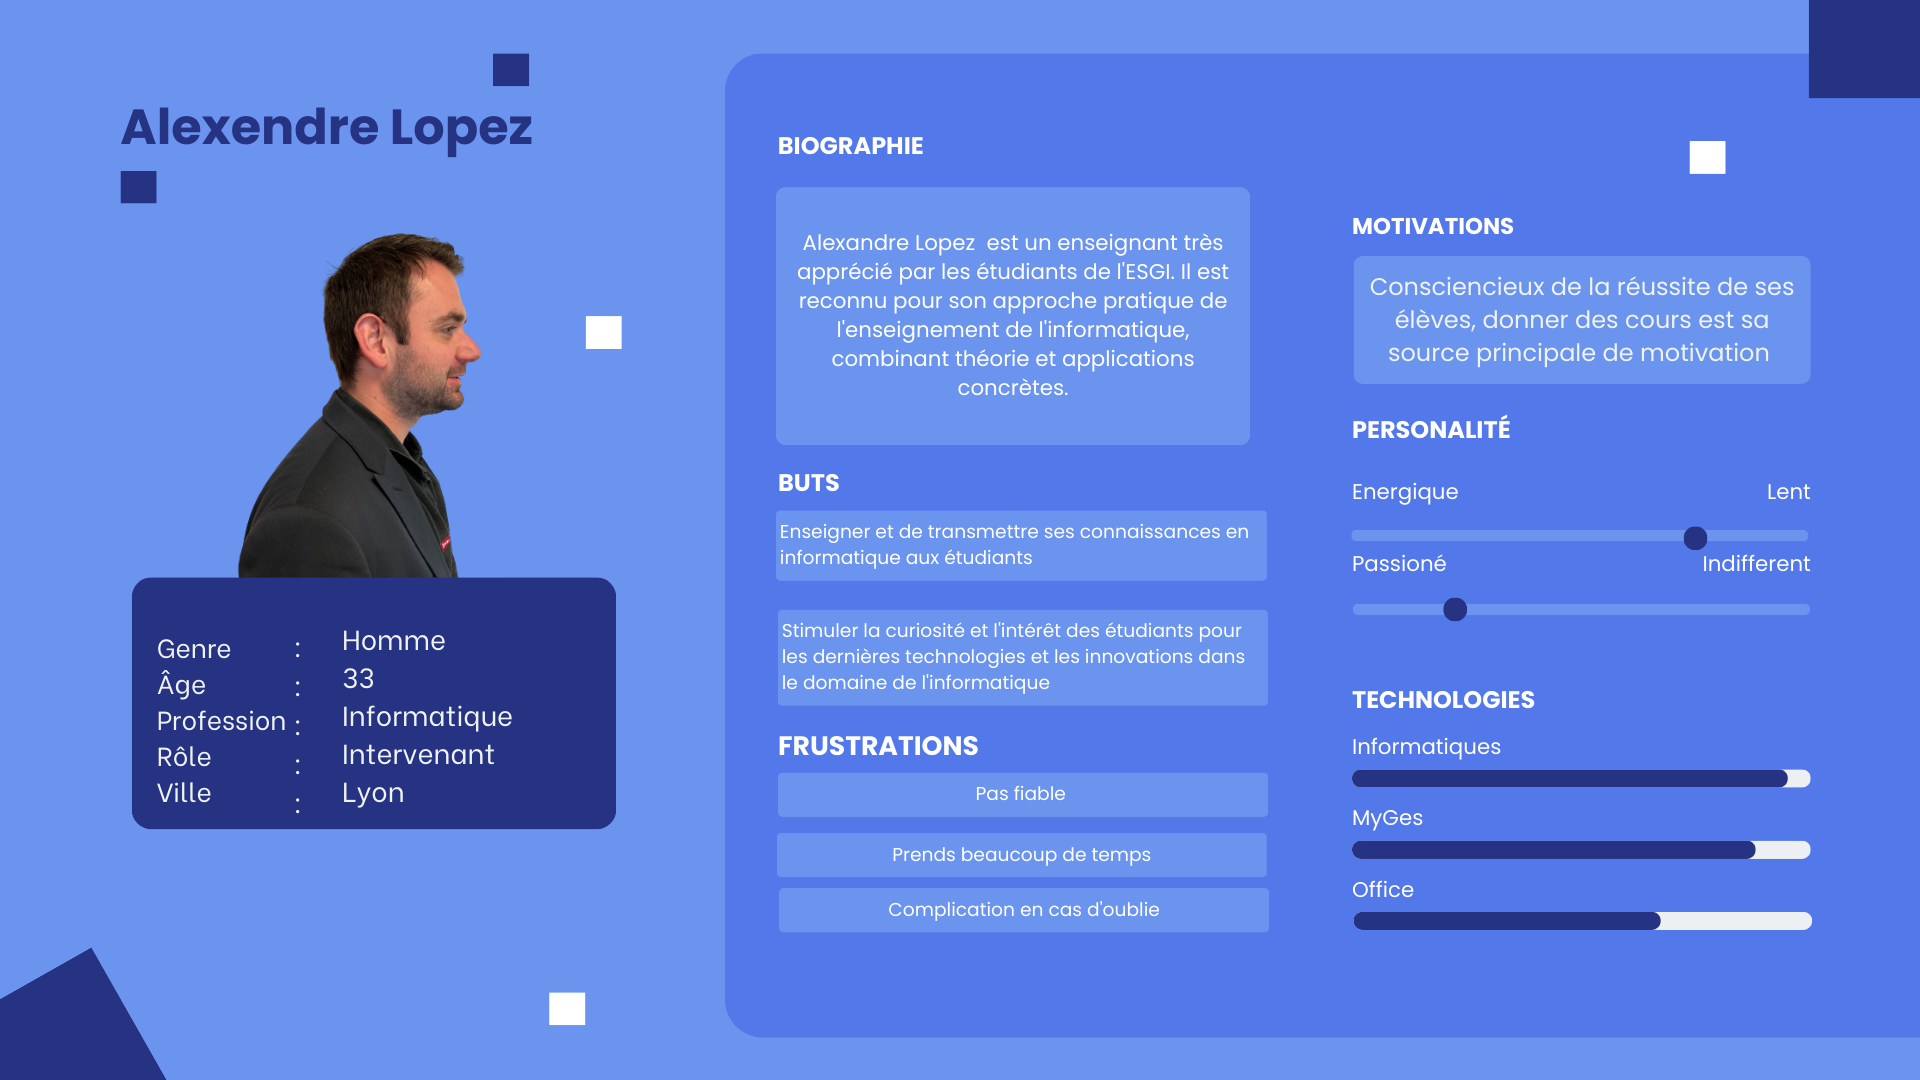 Alexendre Lopez
Genre : Homme
Âge : 33
Profession : Informatique
Rôle : Intervenant
Ville : Lyon
BIOGRAPHIE
Alexandre Lopez est un enseignant très
apprécié par les étudiants de l'ESGI. Il est
reconnu pour son approche pratique de
l'enseignement de l'informatique,
combinant théorie et applications
concrètes.
BUTS
Enseigner et de transmettre ses connaissances en
informatique aux étudiants
Stimuler la curiosité et l'intérêt des étudiants pour
les dernières technologies et les innovations dans
le domaine de l'informatique
FRUSTRATIONS
Pas fiable
Prends beaucoup de temps
Complication en cas d'oublie
MOTIVATIONS
Consciencieux de la réussite de ses
élèves, donner des cours est sa
source principale de motivation
PERSONALITÉ
Energique Lent
Passioné Indifferent
TECHNOLOGIES
Informatiques
MyGes
Office